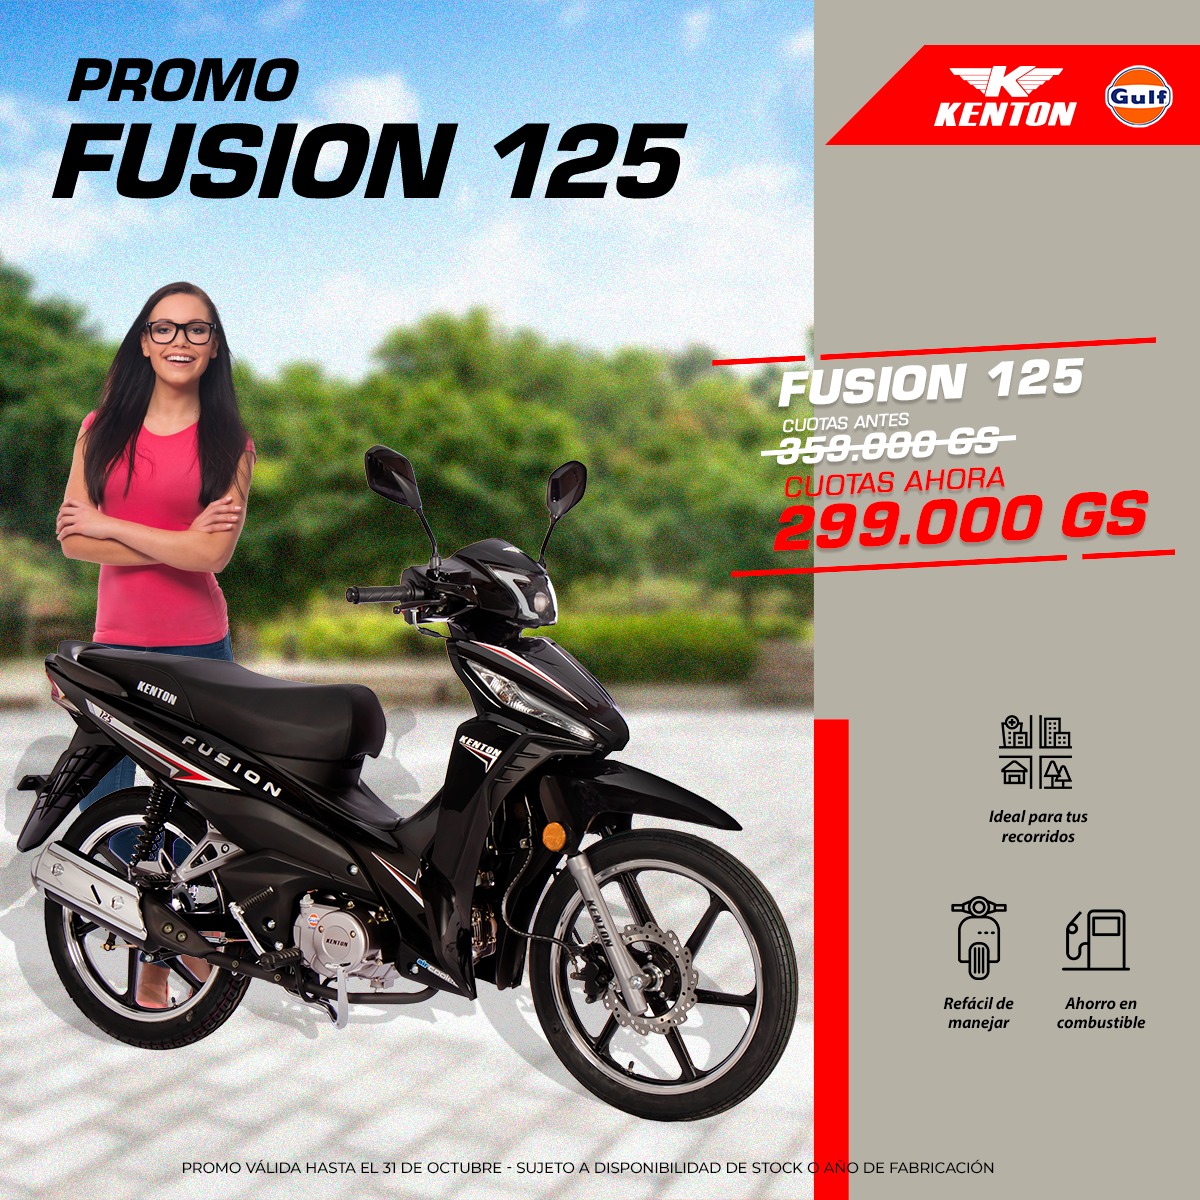 PROMO
FUSION 125
KENTON
Gulf
FUSION 125
CUOTAS ANTES
359.000 GS
CUOTAS AHORA
299.000 GS
KENTON
125
FUSION
KENTON
KENTON
KENTON
air cooled
Ideal para tus
recorridos
Refácil de
manejar
Ahorro en
combustible
PROMO VÁLIDA HASTA EL 31 DE OCTUBRE - SUJETO A DISPONIBILIDAD DE STOCK O AÑO DE FABRICACIÓN